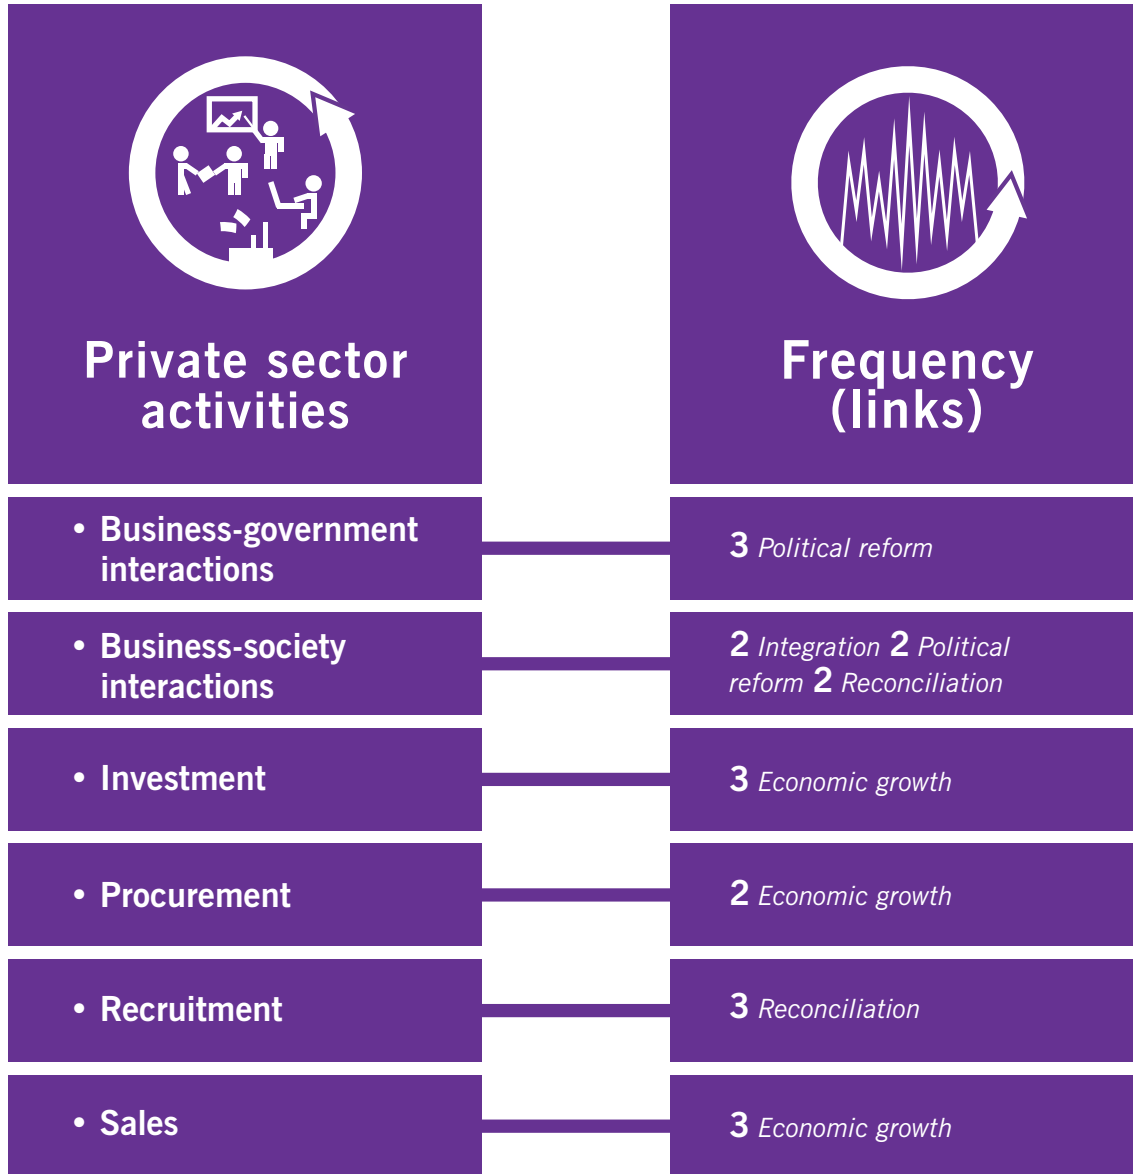 Private sector
activities
Frequency
(links)
• Business-government
interactions
3 Political reform
• Business-society
interactions
2 Integration 2 Political
reform 2 Reconciliation
• Investment
3 Economic growth
• Procurement
2 Economic growth
• Recruitment
3 Reconciliation
• Sales
3 Economic growth